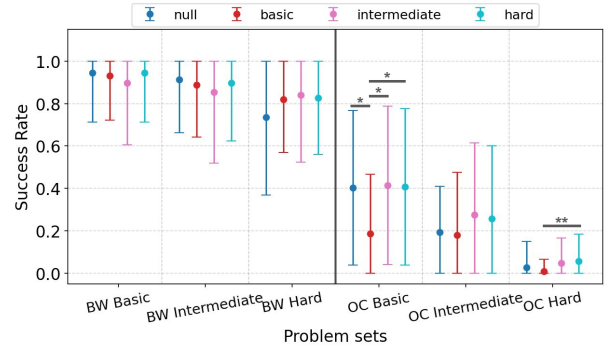 null basic intermediate hard
1.0
0.8
0.6
0.4
0.2
0.0
Success Rate
* * *
**
BW Basic BW Intermediate BW Hard OC Basic OC Intermediate OC Hard
Problem sets